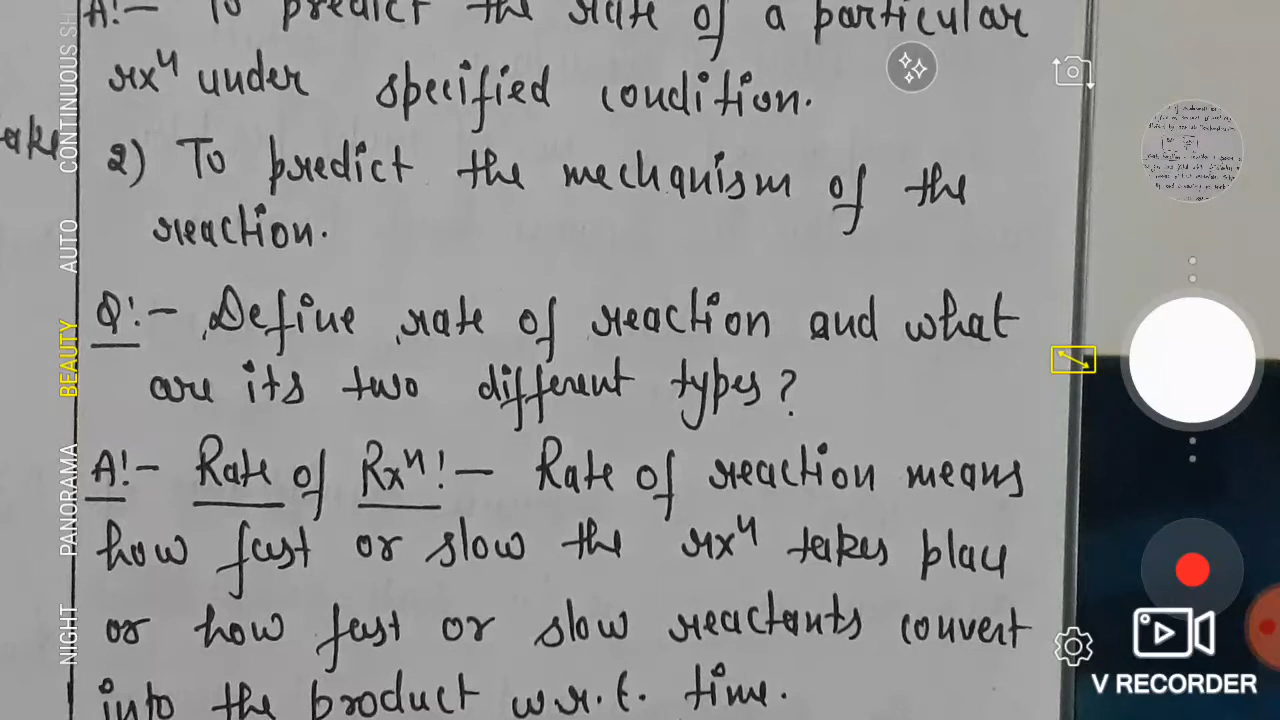 A:- To predict the rate of a particular
rxn under specified condition.
2) To predict the mechanism of the
reaction.
Q:- Define rate of reaction and what
are its two different types?
A:- Rate of Rxn:- Rate of reaction means
how fast or slow the rxn takes place
or how fast or slow reactants convert
into the product w.r.t. time.
CONTINUOUS SH
AUTO
BEAUTY
PANORAMA
NIGHT
V RECORDER